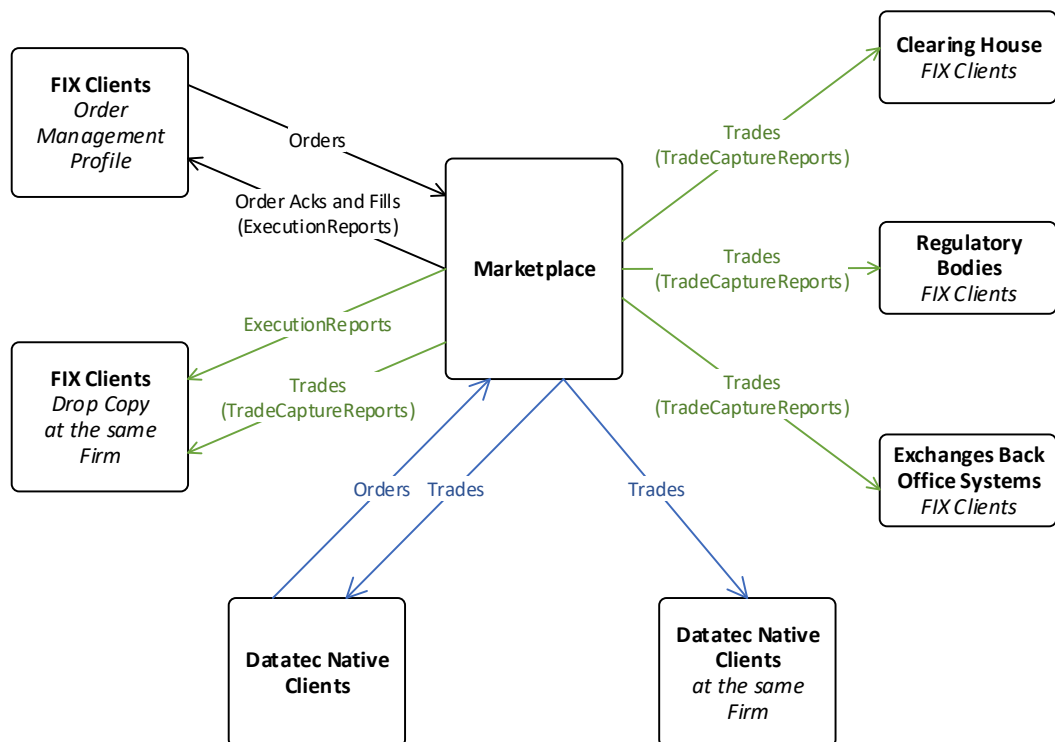 FIX Clients
Order
Management
Profile
Orders
Order Acks and Fills
(ExecutionReports)
Marketplace
Clearing House
FIX Clients
Trades
(TradeCaptureReports)
Trades
(TradeCaptureReports)
Regulatory
Bodies
FIX Clients
ExecutionReports
Trades
(TradeCaptureReports)
FIX Clients
Drop Copy
at the same
Firm
Trades
(TradeCaptureReports)
Exchanges Back
Office Systems
FIX Clients
Orders
Trades
Trades
Datatec Native
Clients
Datatec Native
Clients
at the same
Firm